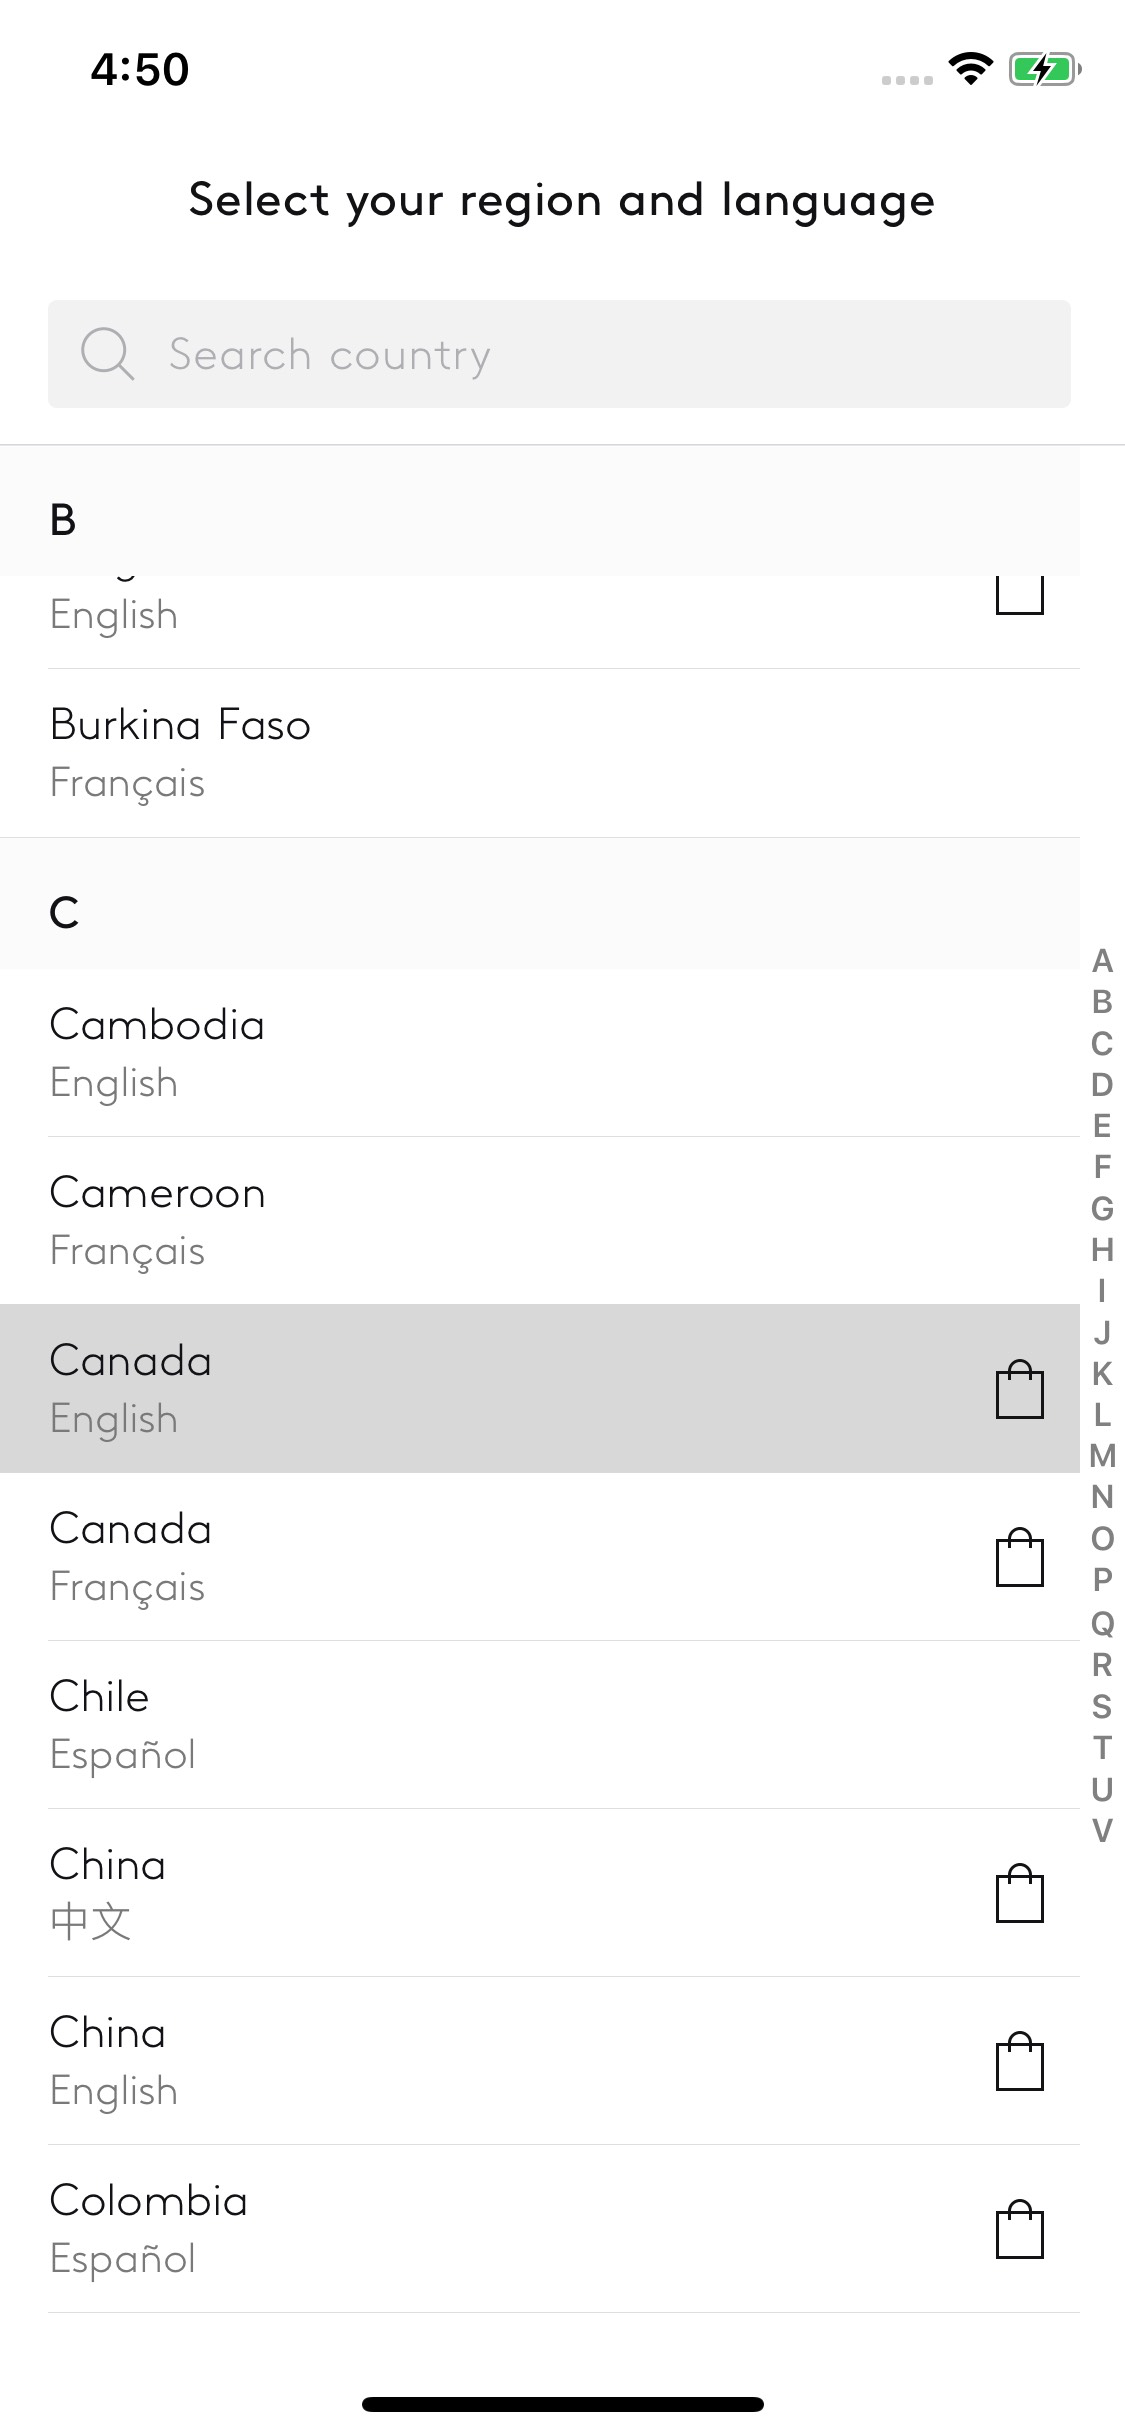 4:50
Select your region and language
Search country
B
English
Burkina Faso
Français
C
Cambodia
English
Cameroon
Français
Canada
English
Canada
Français
Chile
Español
China
中文
China
English
Colombia
Español
A
B
C
D
E
F
G
H
I
J
K
L
M
N
O
P
Q
R
S
T
U
V